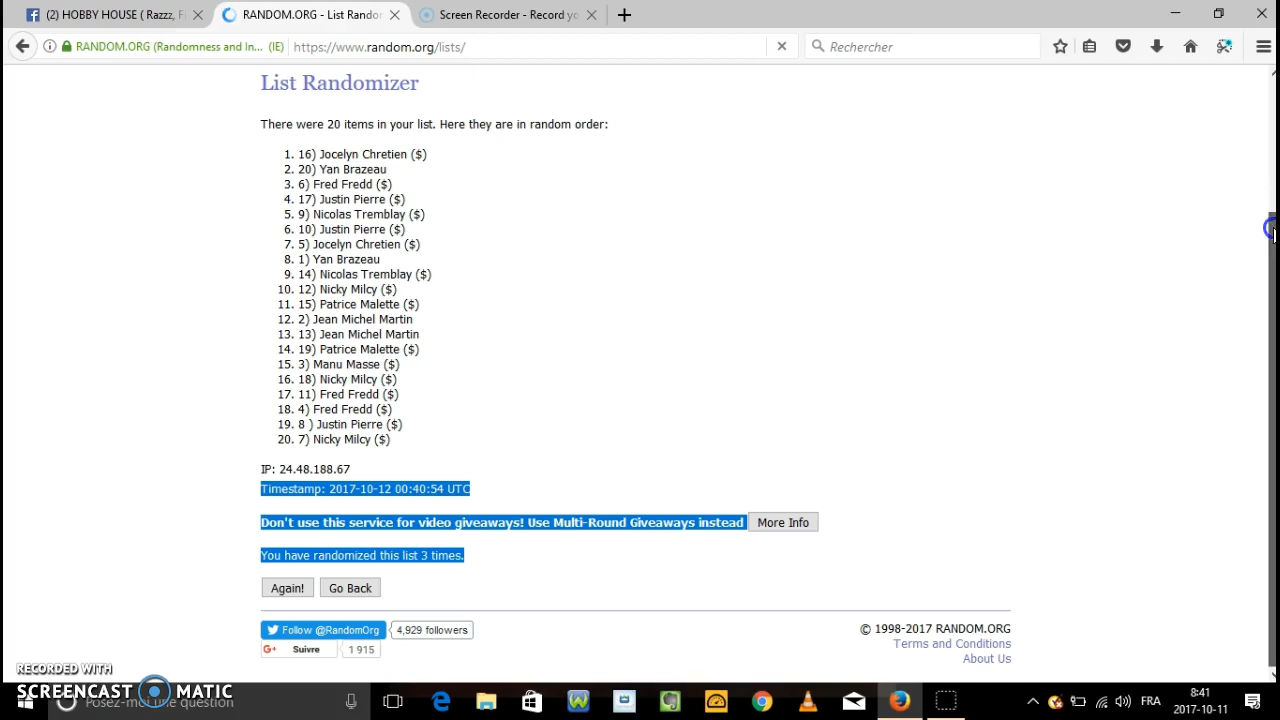 (2) HOBBY HOUSE ( Razzz, F
RANDOM.ORG - List Rando
Screen Recorder - Record yo
RANDOM.ORG (Randomness and In... (IE)
https://www.random.org/lists/
Rechercher
List Randomizer
There were 20 items in your list. Here they are in random order:
1. 16) Jocelyn Chretien ($)
2. 20) Yan Brazeau
3. 6) Fred Fredd ($)
4. 17) Justin Pierre ($)
5. 9) Nicolas Tremblay ($)
6. 10) Justin Pierre ($)
7. 5) Jocelyn Chretien ($)
8. 1) Yan Brazeau
9. 14) Nicolas Tremblay ($)
10. 12) Nicky Milcy ($)
11. 15) Patrice Malette ($)
12. 2) Jean Michel Martin
13. 13) Jean Michel Martin
14. 19) Patrice Malette ($)
15. 3) Manu Masse ($)
16. 18) Nicky Milcy ($)
17. 11) Fred Fredd ($)
18. 4) Fred Fredd ($)
19. 8 ) Justin Pierre ($)
20. 7) Nicky Milcy ($)
IP: 24.48.188.67
Timestamp: 2017-10-12 00:40:54 UTC
Don't use this service for video giveaways! Use Multi-Round Giveaways instead More Info
You have randomized this list 3 times.
Again! Go Back
Follow @RandomOrg 4,929 followers
G+ Suivre 1 915
© 1998-2017 RANDOM.ORG
Terms and Conditions
About Us
RECORDED WITH
SCREENCAST MATIC
Posez-moi une question
FRA
8:41
2017-10-11